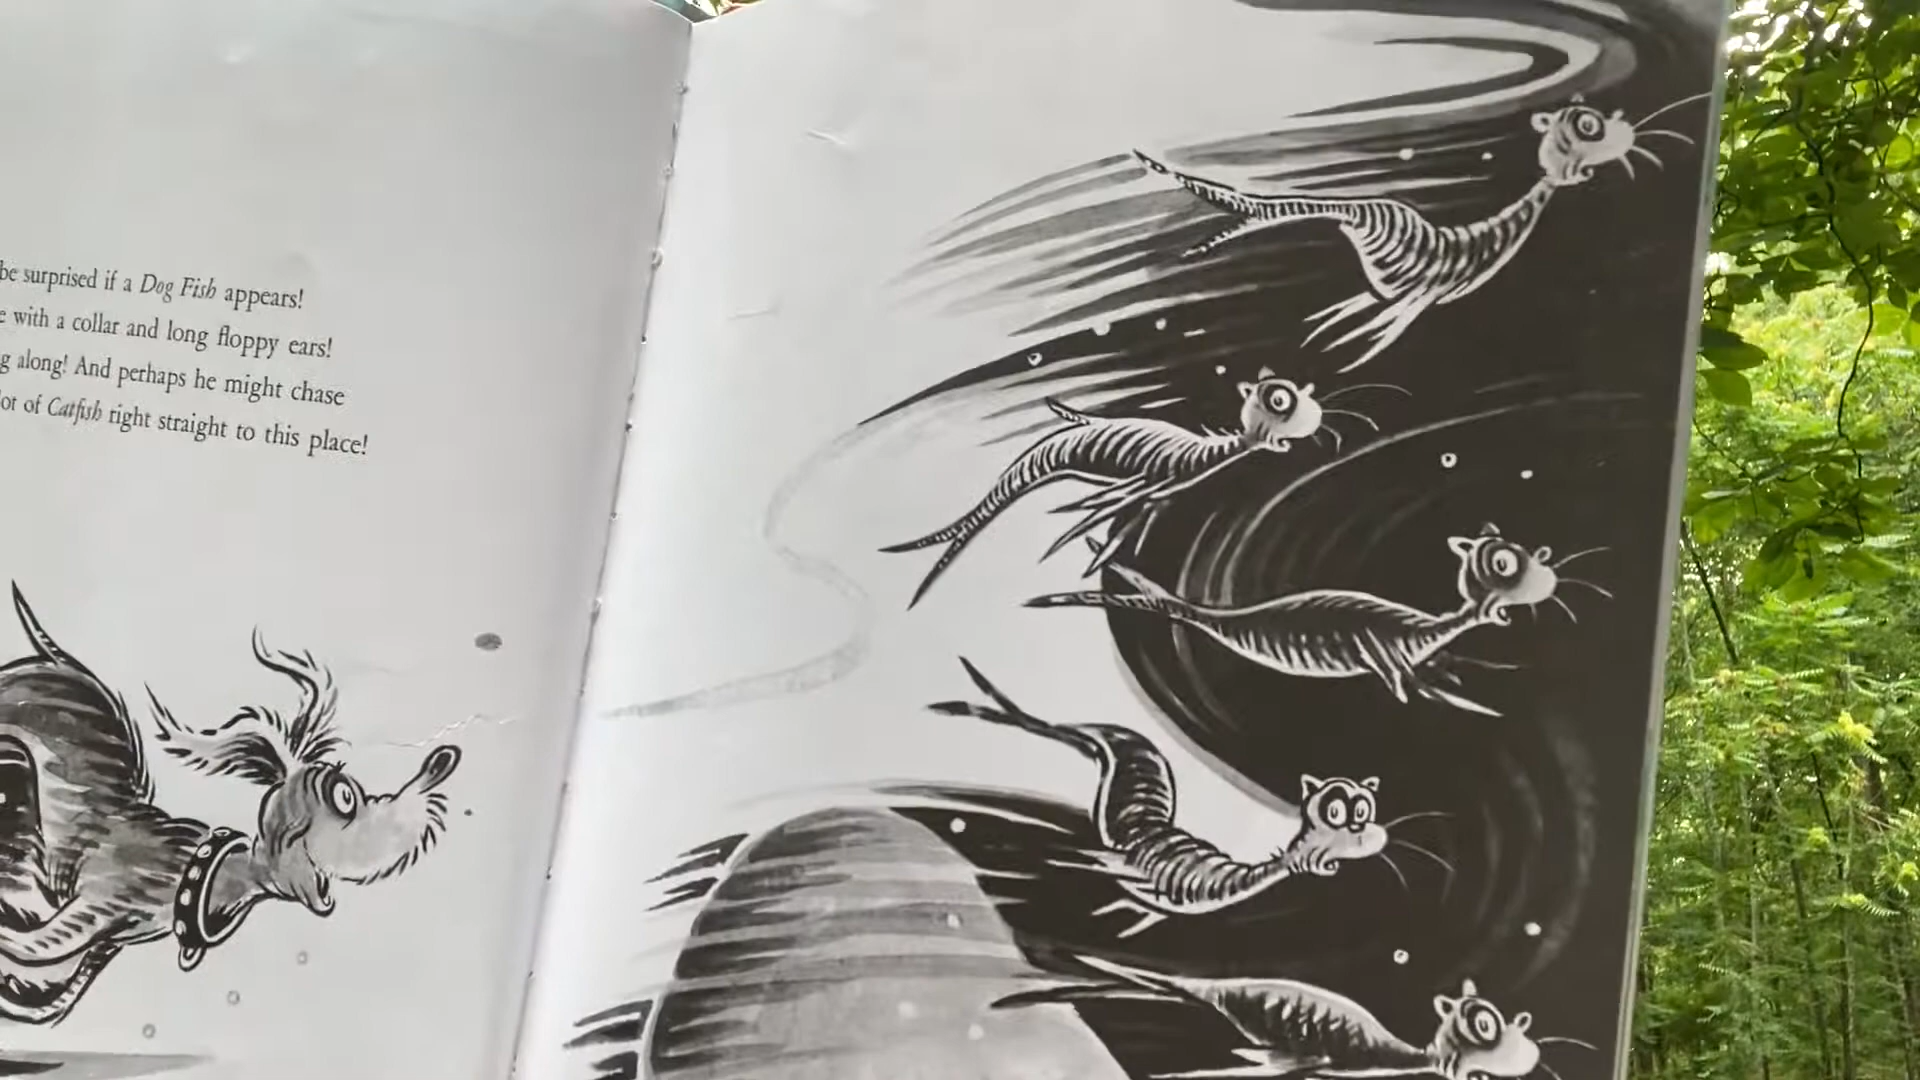 be surprised if a Dog Fish appears!
with a collar and long floppy ears!
along! And perhaps he might chase
of Catfish right straight to this place!